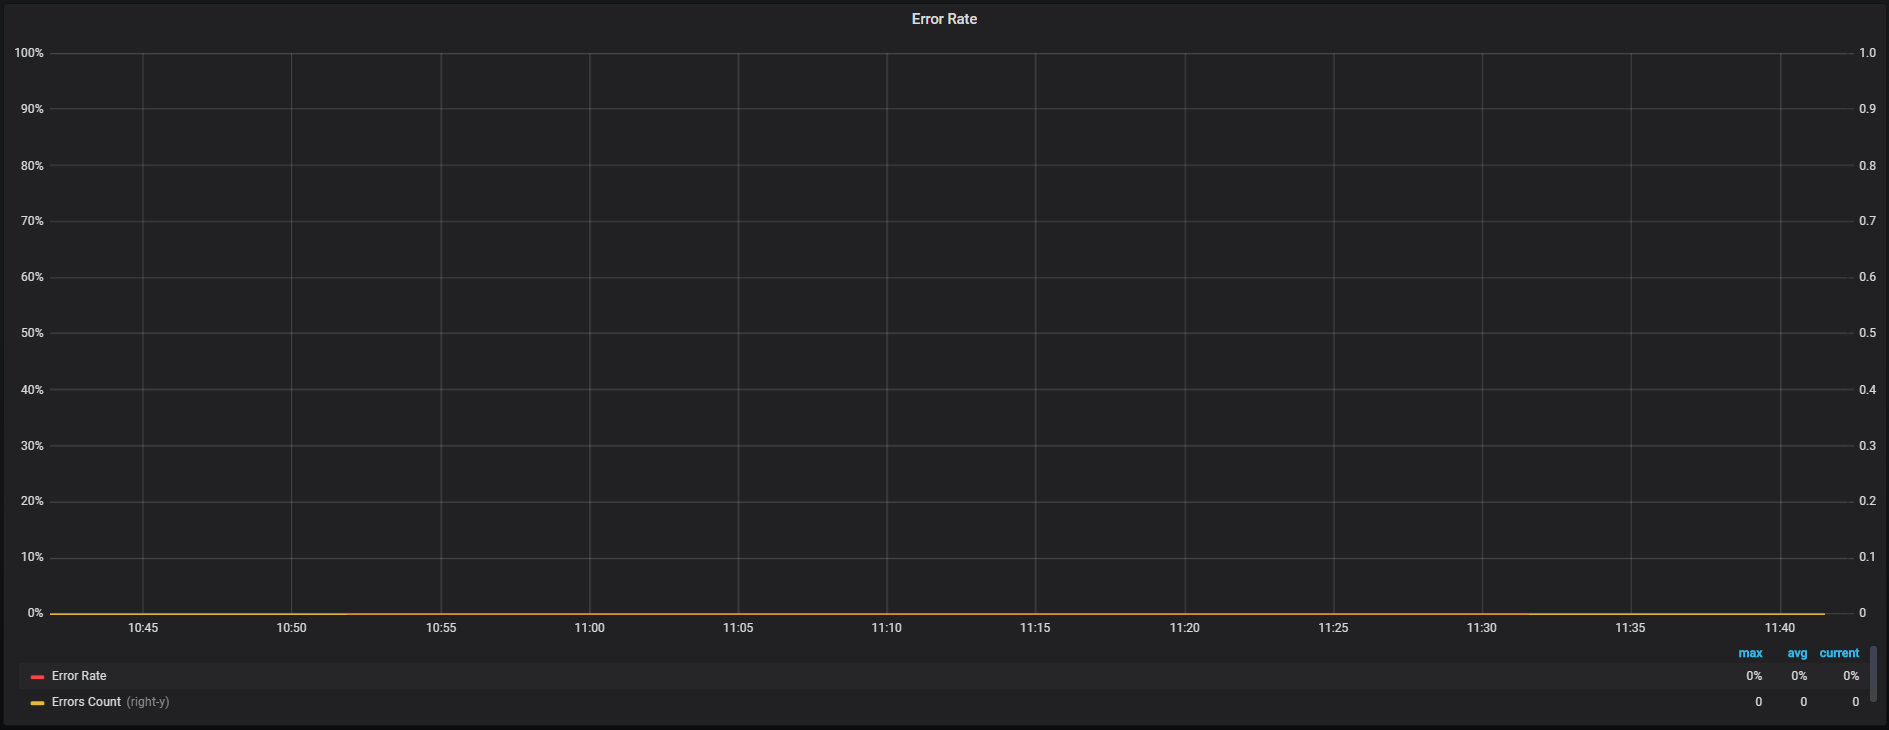 Error Rate
100% 1.0
90% 0.9
80% 0.8
70% 0.7
60% 0.6
50% 0.5
40% 0.4
30% 0.3
20% 0.2
10% 0.1
0% 0
10:45 10:50 10:55 11:00 11:05 11:10 11:15 11:20 11:25 11:30 11:35 11:40
max avg current
Error Rate 0% 0% 0%
Errors Count (right-y) 0 0 0